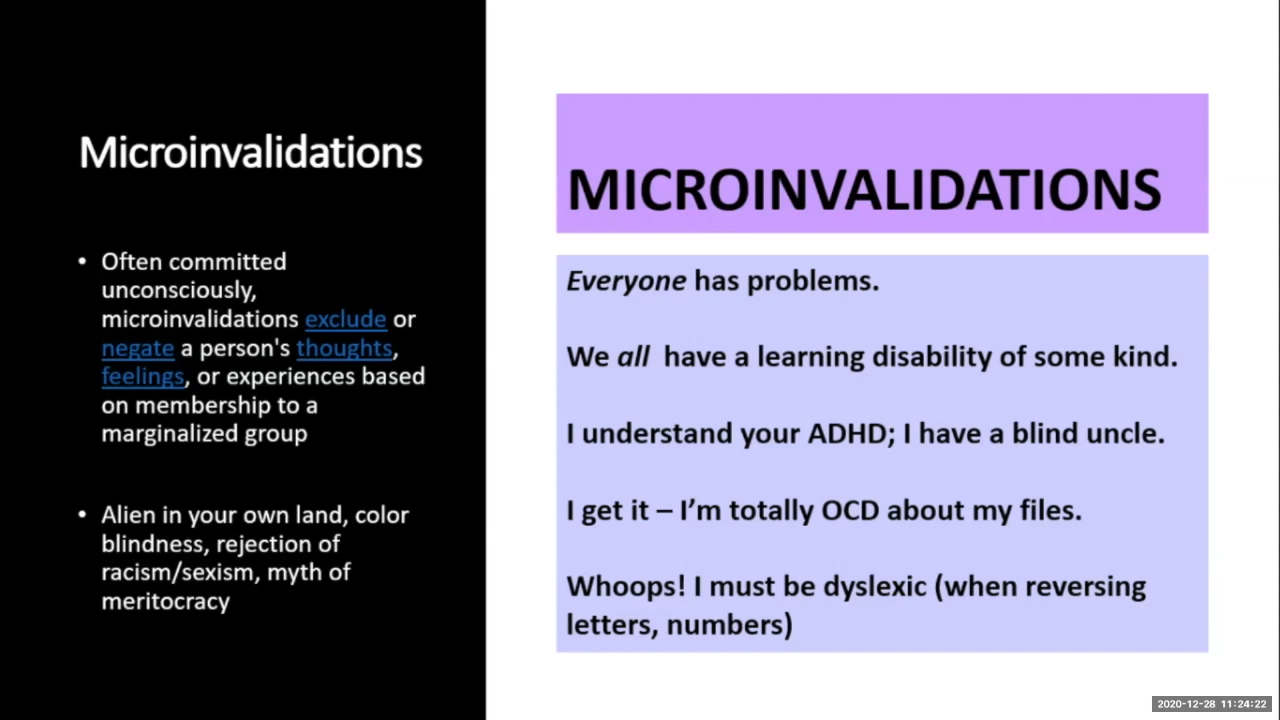 Microinvalidations
• Often committed
unconsciously,
microinvalidations exclude or
negate a person's thoughts,
feelings, or experiences based
on membership to a
marginalized group
• Alien in your own land, color
blindness, rejection of
racism/sexism, myth of
meritocracy
MICROINVALIDATIONS
Everyone has problems.
We all have a learning disability of some kind.
I understand your ADHD; I have a blind uncle.
I get it – I’m totally OCD about my files.
Whoops! I must be dyslexic (when reversing
letters, numbers)
2020-12-28 11:24:22